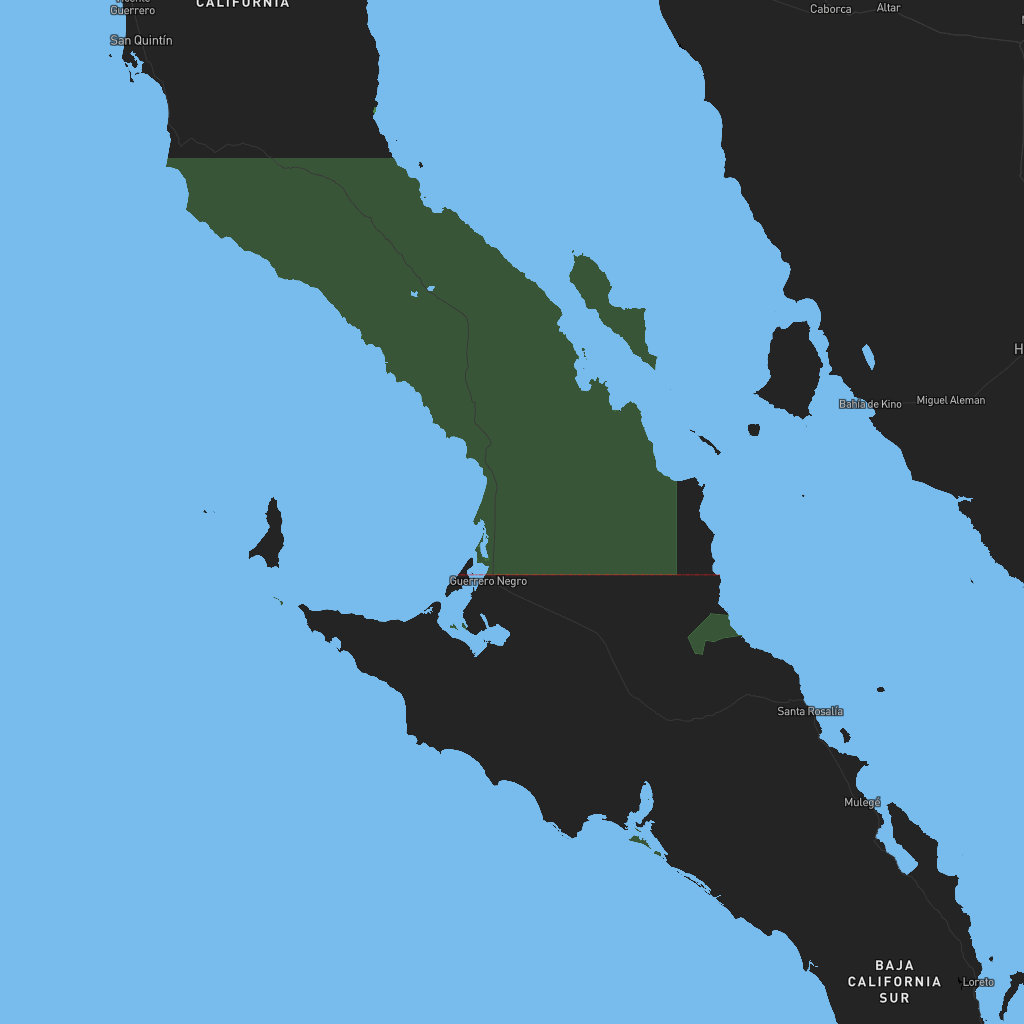 CALIFORNIA
Guerrero
San Quintín
Caborca
Altar
H
Bahía de Kino
Miguel Aleman
Guerrero Negro
Santa Rosalía
Mulegé
BAJA
CALIFORNIA
SUR
Loreto